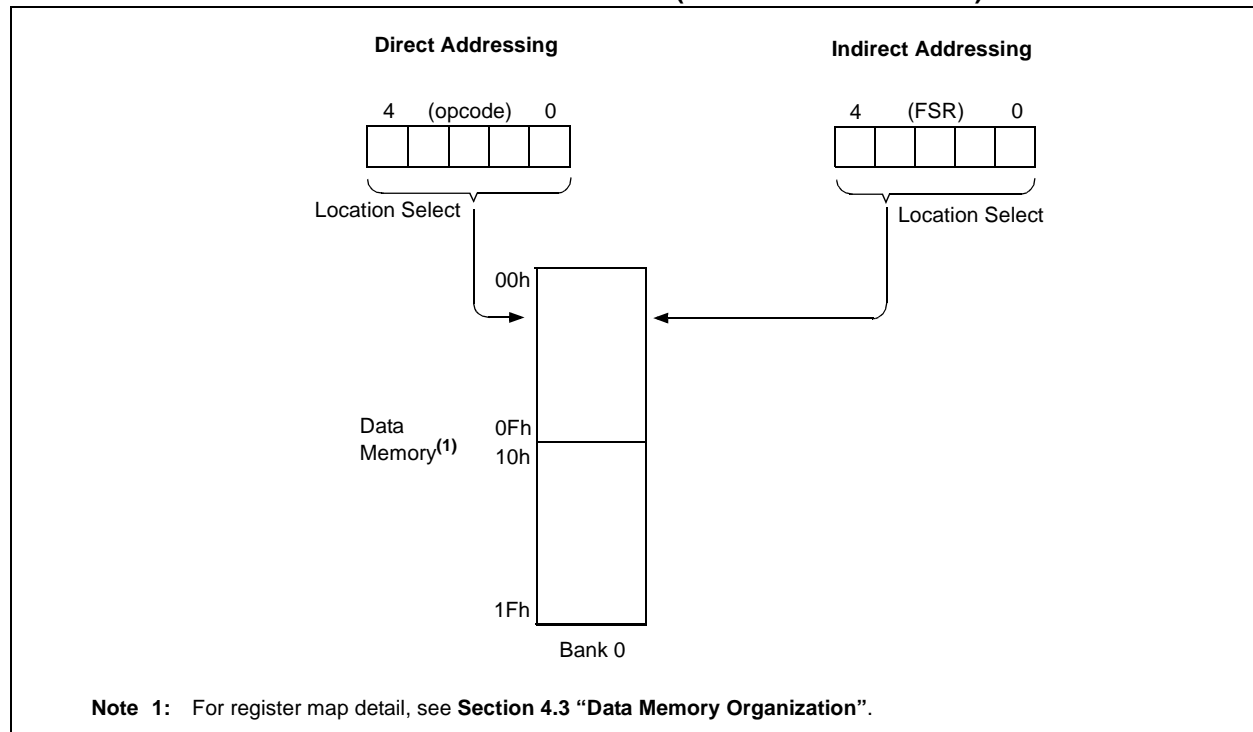 Direct Addressing
Indirect Addressing
4 (opcode) 0
4 (FSR) 0
Location Select
Location Select
00h
Data
Memory(1)
0Fh
10h
1Fh
Bank 0
Note 1: For register map detail, see Section 4.3 “Data Memory Organization”.